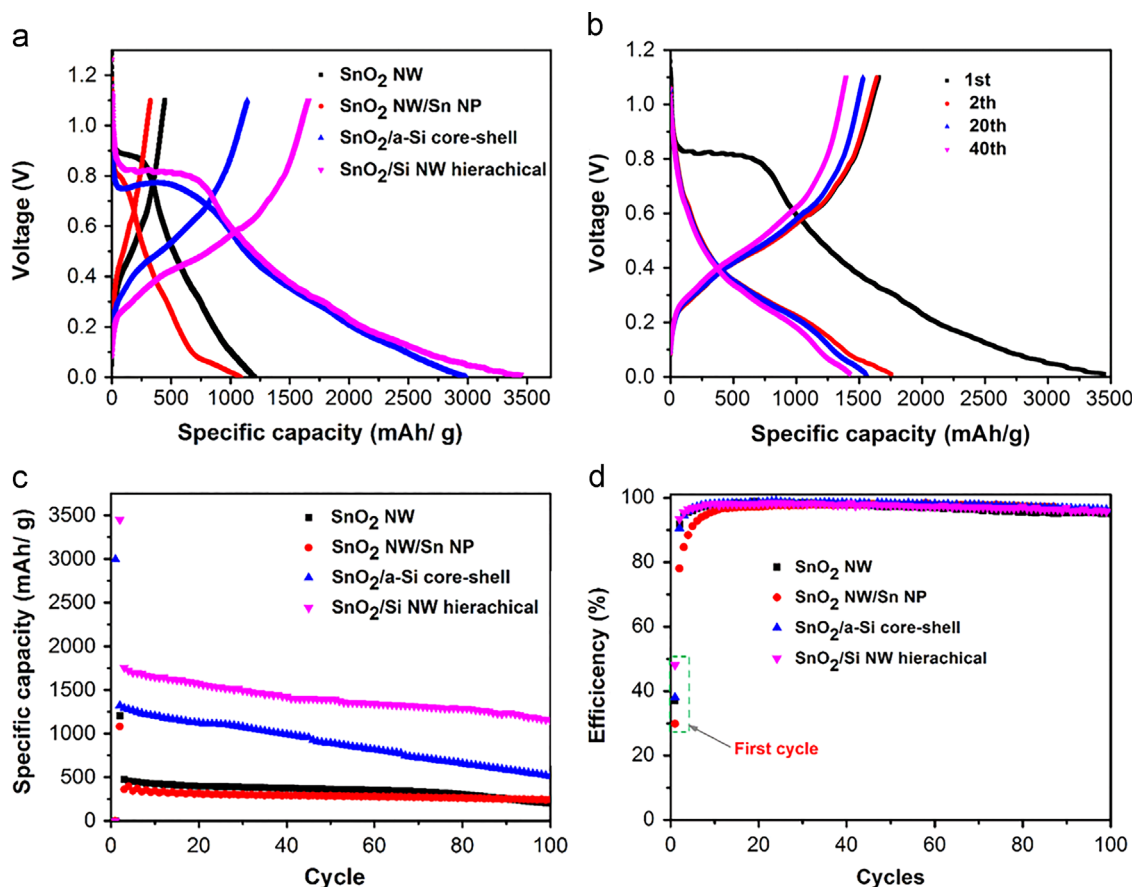 a
Voltage (V)
1.2
1.0
0.8
0.6
0.4
0.2
0.0
SnO2 NW
SnO2 NW/Sn NP
SnO2/a-Si core-shell
SnO2/Si NW hierachical
0 500 1000 1500 2000 2500 3000 3500
Specific capacity (mAh/ g)
b
Voltage (V)
1.2
1.0
0.8
0.6
0.4
0.2
0.0
1st
2th
20th
40th
0 500 1000 1500 2000 2500 3000 3500
Specific capacity (mAh/g)
c
Specific capacity (mAh/ g)
3500
3000
2500
2000
1500
1000
500
0
SnO2 NW
SnO2 NW/Sn NP
SnO2/a-Si core-shell
SnO2/Si NW hierachical
0 20 40 60 80 100
Cycle
d
Efficicency (%)
100
80
60
40
20
0
SnO2 NW
SnO2 NW/Sn NP
SnO2/a-Si core-shell
SnO2/Si NW hierachical
First cycle
0 20 40 60 80 100
Cycles